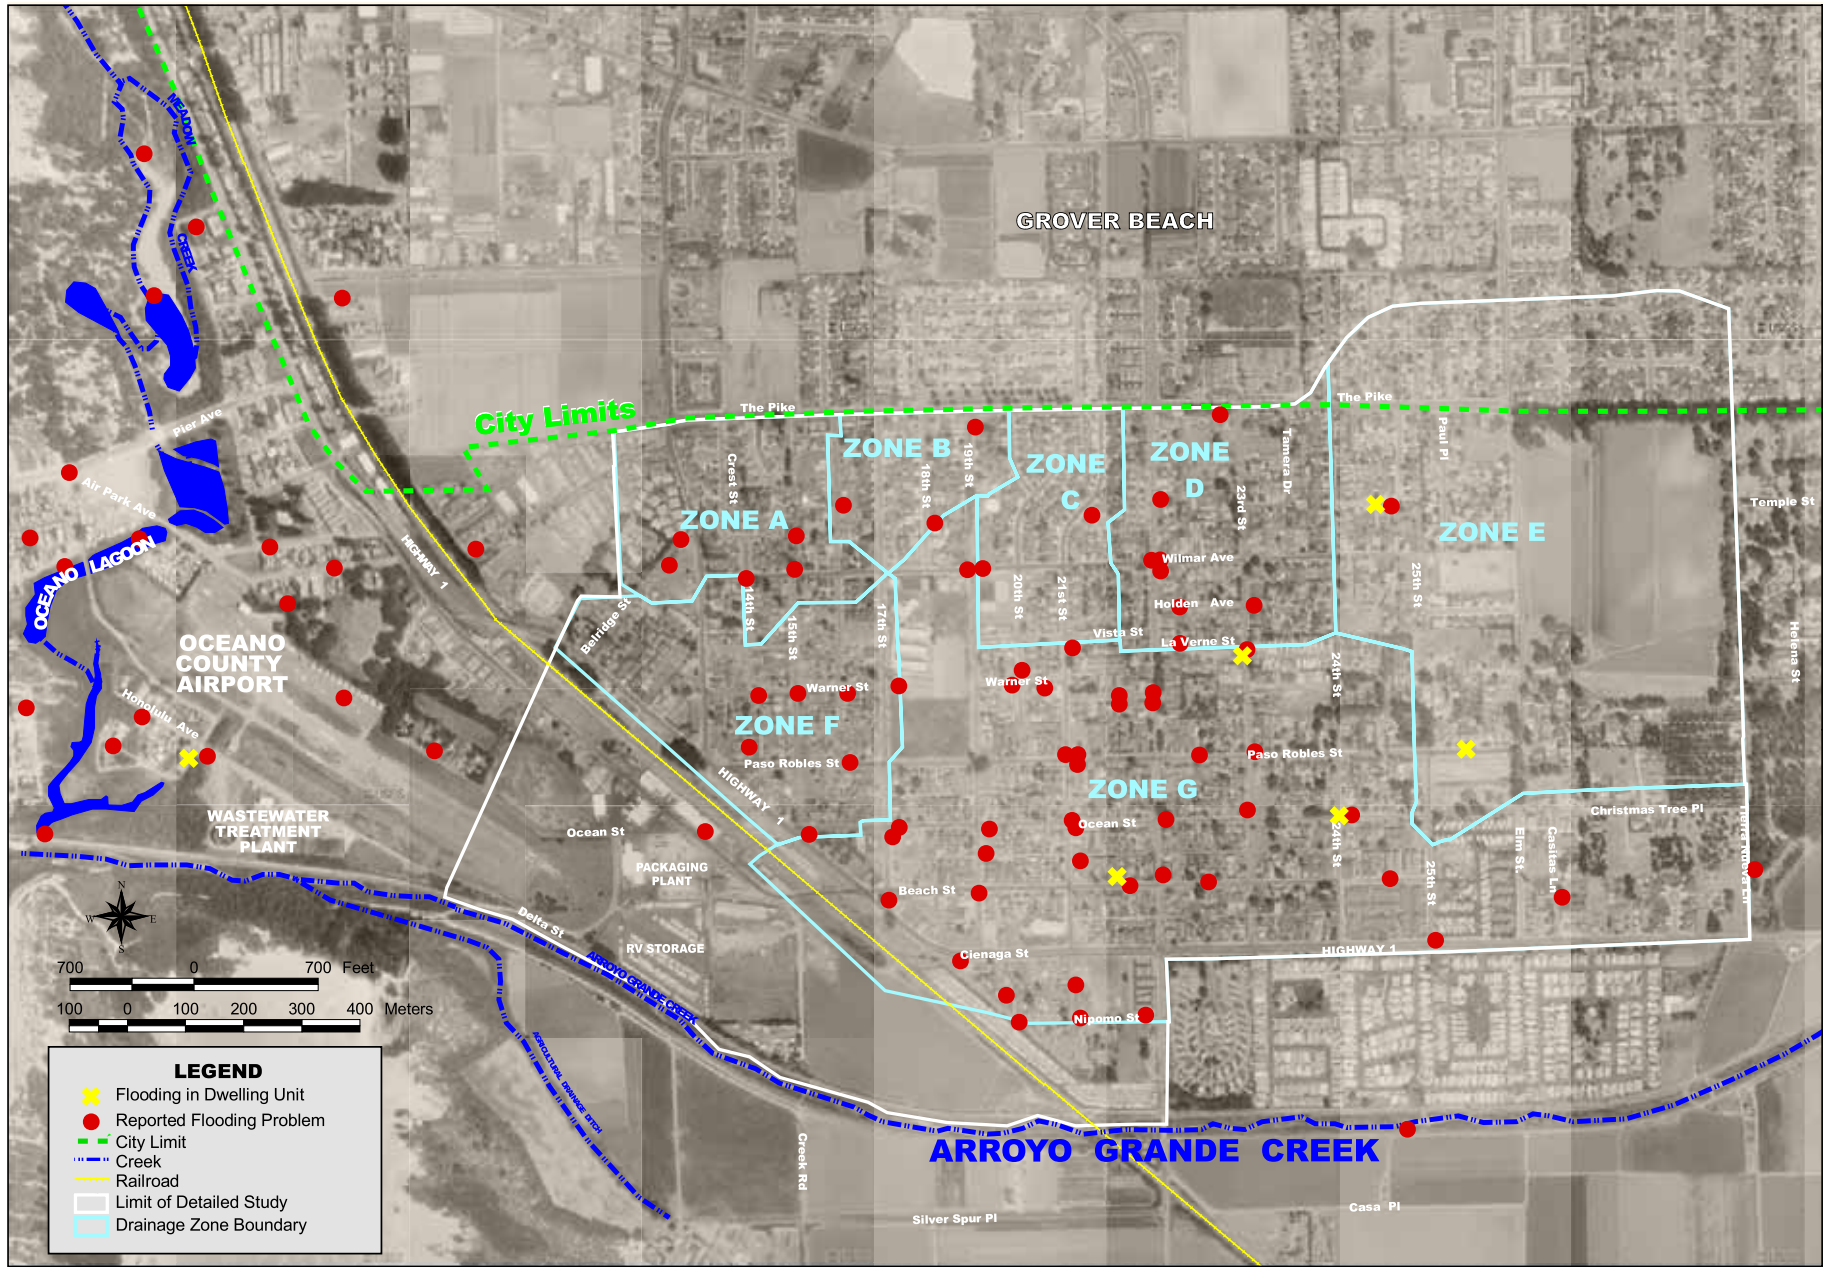 MEADOW
CREEK
GROVER BEACH
City Limits
The Pike
The Pike
Pier Ave
Air Park Ave
OCEANO LAGOON
HIGHWAY 1
ZONE A
ZONE B
ZONE
C
ZONE
D
ZONE E
Crest St
18th St
19th St
23rd St
Tamera Dr
Paul Pl
Temple St
Wilmar Ave
Holden Ave
La Verne St
Vista St
20th St
21st St
25th St
Helena St
Belridge St
14th St
15th St
17th St
24th St
OCEANO
COUNTY
AIRPORT
Honolulu Ave
Warner St
Warner St
ZONE F
Paso Robles St
Paso Robles St
HIGHWAY 1
ZONE G
Ocean St
Ocean St
Christmas Tree Pl
24th St
Elm St.
Casitas Ln
25th St
WASTEWATER
TREATMENT
PLANT
PACKAGING
PLANT
Beach St
Delta St
RV STORAGE
Cienaga St
HIGHWAY 1
ARROYO GRANDE CREEK
Nipomo St
AGRICULTURAL DRAINAGE DITCH
ARROYO GRANDE CREEK
Creek Rd
Silver Spur Pl
Casa Pl
N
W
E
S
700 0 700 Feet
100 0 100 200 300 400 Meters
LEGEND
Flooding in Dwelling Unit
Reported Flooding Problem
City Limit
Creek
Railroad
Limit of Detailed Study
Drainage Zone Boundary